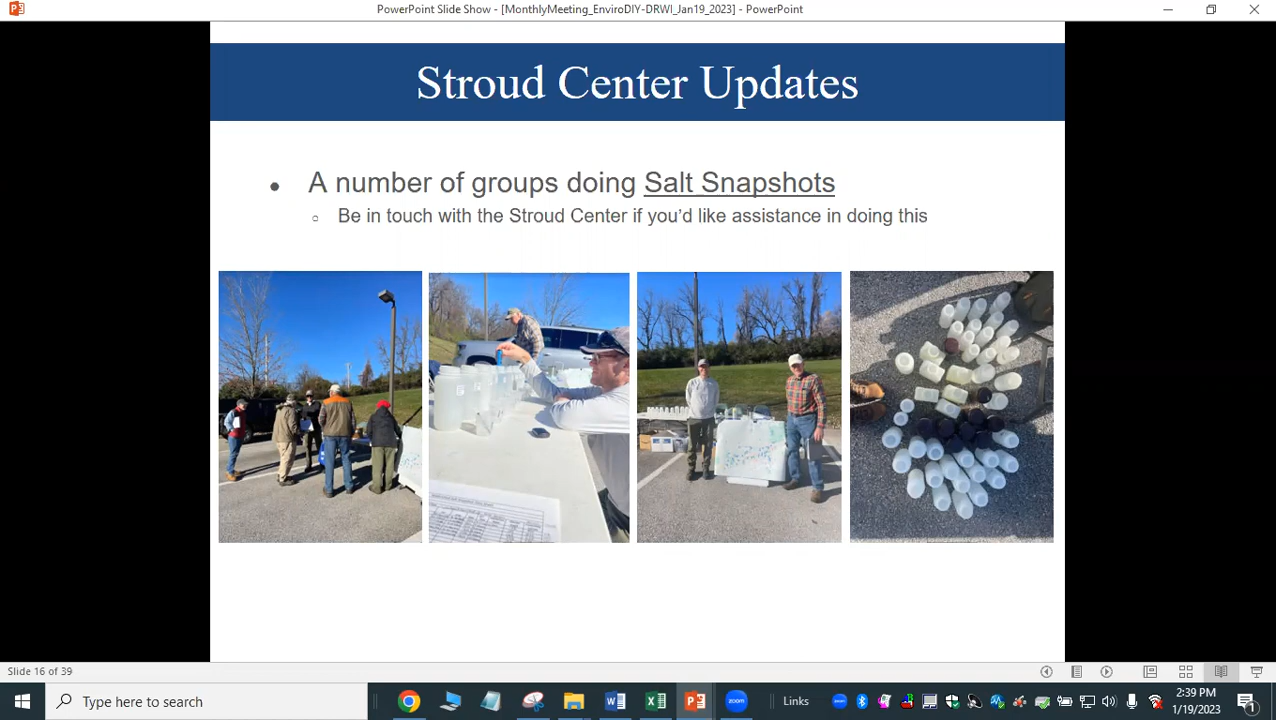 PowerPoint Slide Show - [MonthlyMeeting_EnviroDIY-DRWI_Jan19_2023] - PowerPoint
Stroud Center Updates
• A number of groups doing Salt Snapshots
○ Be in touch with the Stroud Center if you’d like assistance in doing this
Slide 16 of 39
Type here to search
zoom
Links
2:39 PM
1/19/2023
1